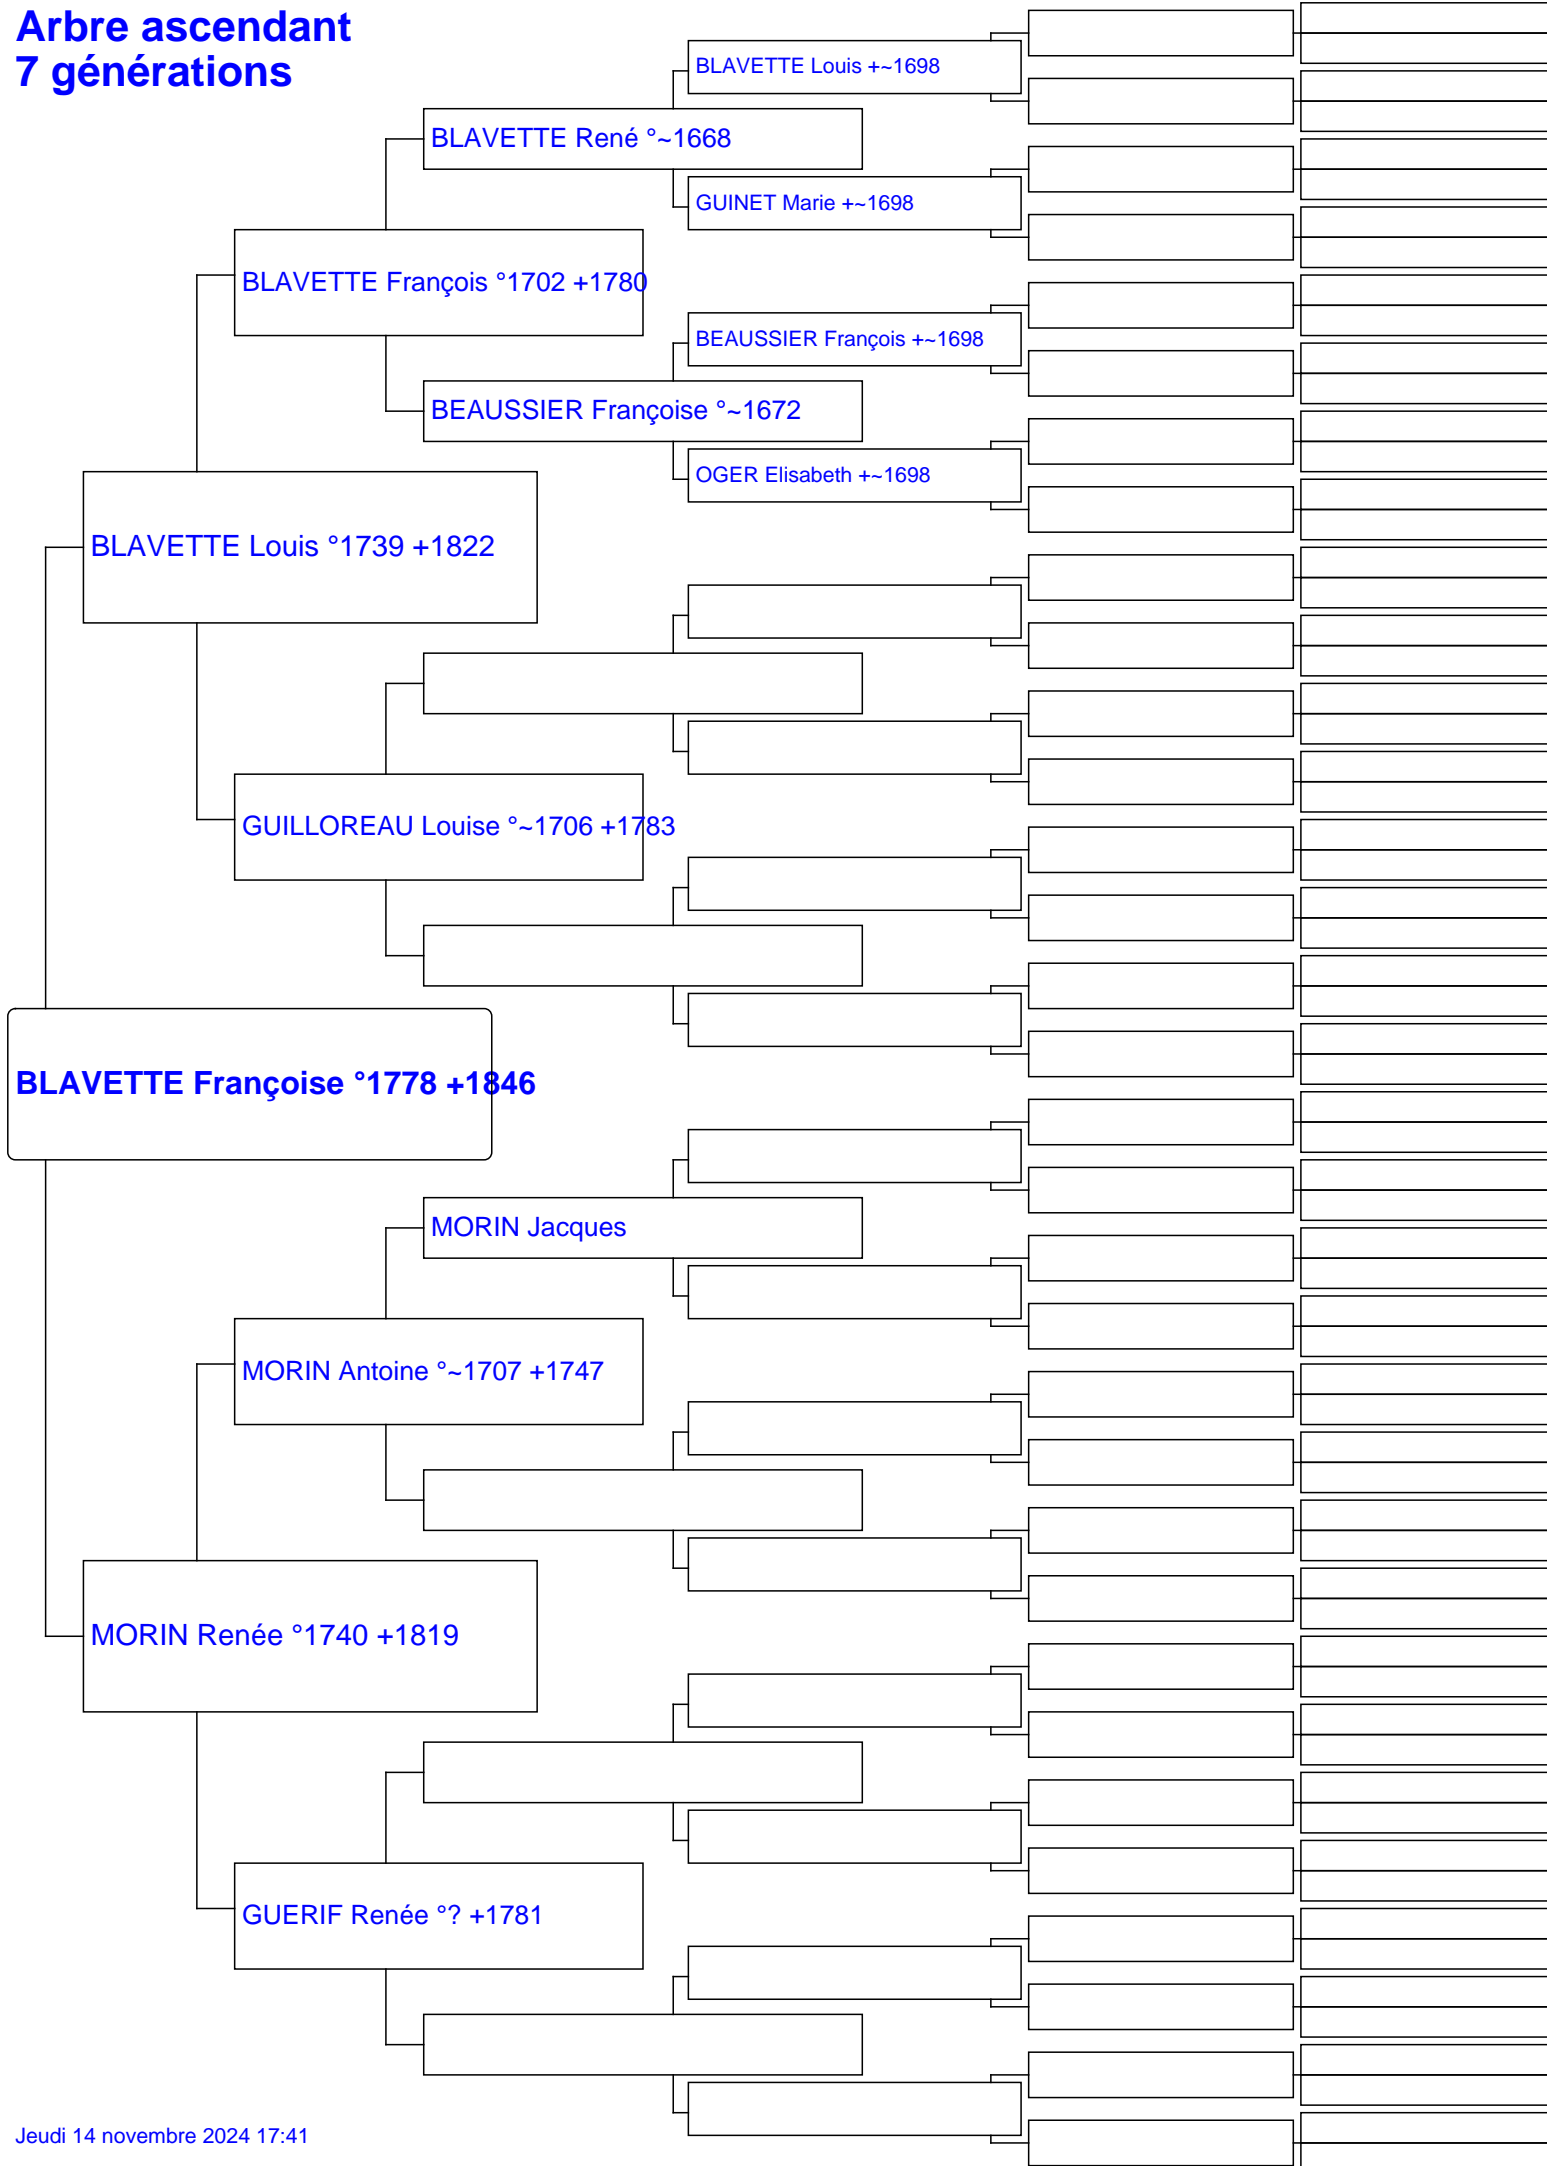 Arbre ascendant
7 générations
BLAVETTE Louis +~1698
BLAVETTE René °~1668
GUINET Marie +~1698
BLAVETTE François °1702 +1780
BEAUSSIER François +~1698
BEAUSSIER Françoise °~1672
OGER Elisabeth +~1698
BLAVETTE Louis °1739 +1822
GUILLOREAU Louise °~1706 +1783
BLAVETTE Françoise °1778 +1846
MORIN Jacques
MORIN Antoine °~1707 +1747
MORIN Renée °1740 +1819
GUERIF Renée °? +1781
Jeudi 14 novembre 2024 17:41